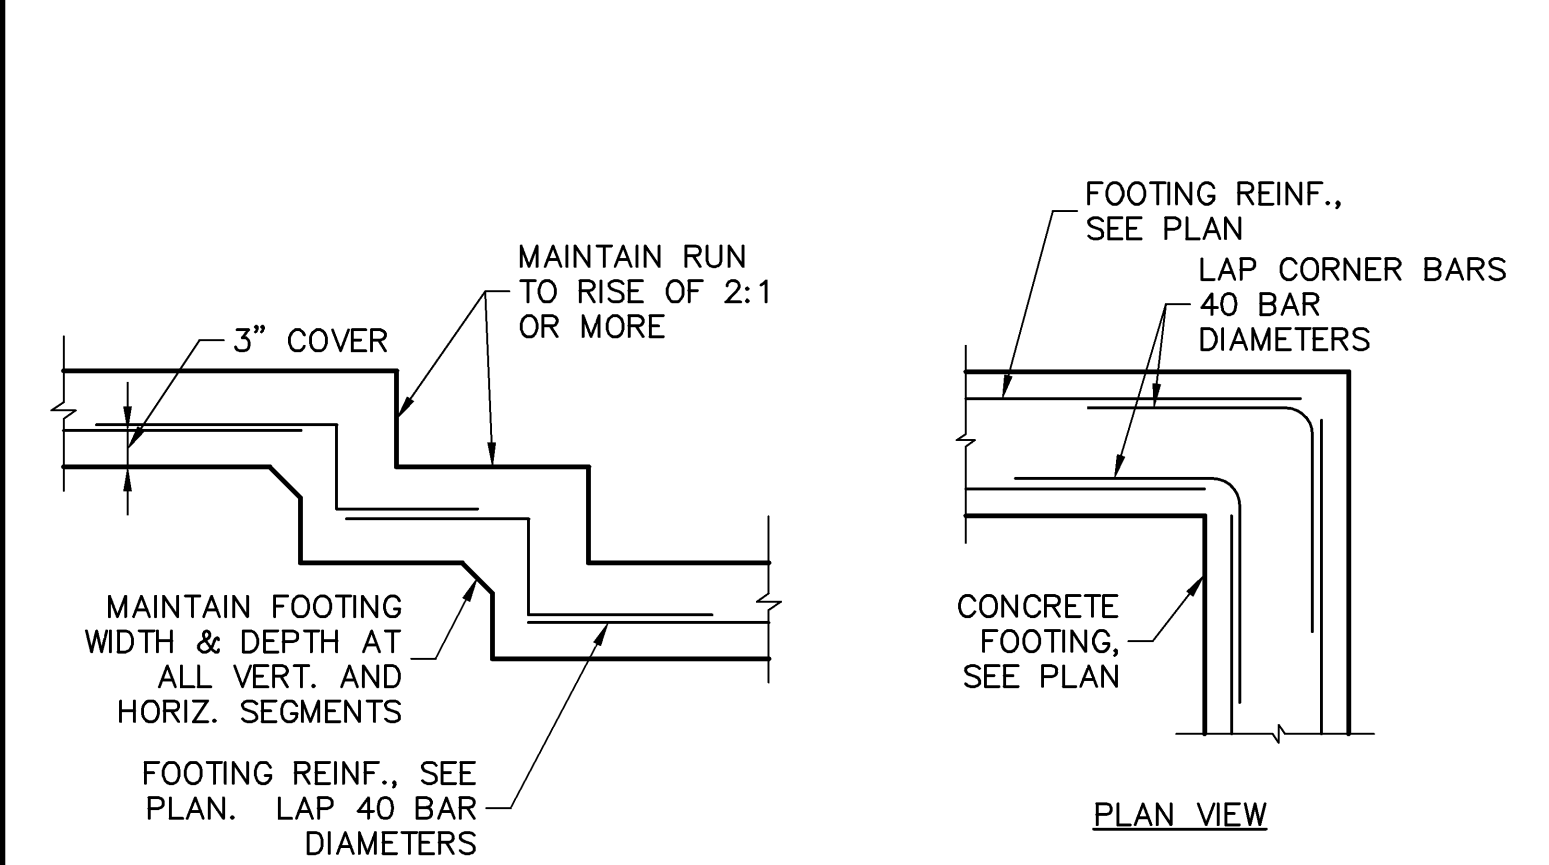 FOOTING REINF.,
SEE PLAN
LAP CORNER BARS
40 BAR
DIAMETERS
MAINTAIN RUN
TO RISE OF 2:1
OR MORE
3" COVER
MAINTAIN FOOTING
WIDTH & DEPTH AT
ALL VERT. AND
HORIZ. SEGMENTS
CONCRETE
FOOTING,
SEE PLAN
FOOTING REINF., SEE
PLAN. LAP 40 BAR
DIAMETERS
PLAN VIEW